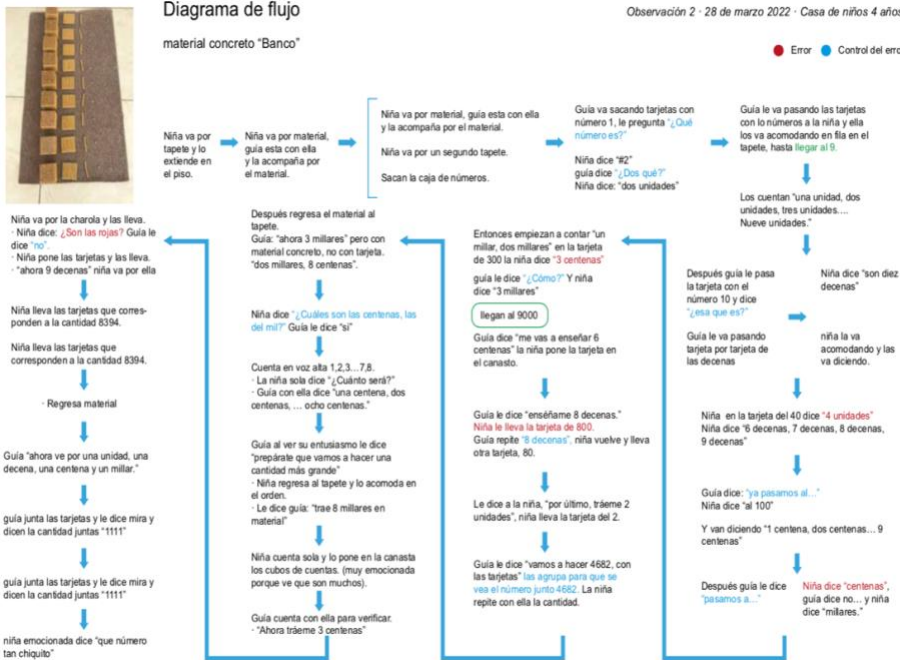 Diagrama de flujo
Observación 2 · 28 de marzo 2022 · Casa de niños 4 años
material concreto “Banco”
Error
Control del erro
Niña va por
tapete y lo
extiende en
el piso.
Niña va por material,
guía esta con ella
y la acompaña por
el material.
Niña va por material, guía esta con ella
y la acompaña por el material.
Niña va por un segundo tapete.
Sacan la caja de números.
Guía va sacando tarjetas con
número 1, le pregunta “¿Qué
número es?”
Niña dice “#2”
guía dice “¿Dos qué?”
Niña dice: “dos unidades”
Guía le va pasando las tarjetas
con lo números a la niña y ella
los va acomodando en fila en el
tapete, hasta llegar al 9.
Los cuentan “una unidad, dos
unidades, tres unidades....
Nueve unidades.”
Después guía le pasa
la tarjeta con el
número 10 y dice
“¿esa que es?”
Niña dice “son diez
decenas”
Guía le va pasando
tarjeta por tarjeta de
las decenas
niña la va
acomodando y las
va diciendo.
Niña en la tarjeta del 40 dice “4 unidades”
Niña dice “6 decenas, 7 decenas, 8 decenas,
9 decenas”
Guía dice: “ya pasamos al...”
Niña dice “al 100”
Y van diciendo “1 centena, dos centenas... 9
centenas”
Después guía le dice
“pasamos a...”
Niña dice “centenas”,
guía dice no... y niña
dice “millares.”
Entonces empiezan a contar “un
millar, dos millares” en la tarjeta
de 300 la niña dice “3 centenas”
guía le dice “¿Cómo?” Y niña
dice “3 millares”
llegan al 9000
Guía dice “me vas a enseñar 6
centenas” la niña pone la tarjeta en
el canasto.
Guía le dice “enséñame 8 decenas.”
Niña le lleva la tarjeta de 800.
Guía repite “8 decenas”, niña vuelve y lleva
otra tarjeta, 80.
Le dice a la niña, “por último, tráeme 2
unidades”, niña lleva la tarjeta del 2.
Guía le dice “vamos a hacer 4682, con
las tarjetas” las agrupa para que se
vea el número junto 4682. La niña
repite con ella la cantidad.
Después regresa el material al
tapete.
Guía: “ahora 3 millares” pero con
material concreto, no con tarjeta.
“dos millares, 8 centenas”.
Niña dice “¿Cuáles son las centenas, las
del mil?” Guía le dice “si”
Cuenta en voz alta 1,2,3...7,8.
· La niña sola dice “¿Cuánto será?”
· Guía con ella dice “una centena, dos
centenas, ... ocho centenas.”
Guía al ver su entusiasmo le dice
“prepárate que vamos a hacer una
cantidad más grande”
· Niña regresa al tapete y lo acomoda en
el orden.
· Le dice guía: “trae 8 millares en
material”
Niña cuenta sola y lo pone en la canasta
los cubos de cuentas. (muy emocionada
porque ve que son muchos).
Guía cuenta con ella para verificar.
· “Ahora tráeme 3 centenas”
Niña va por la charola y las lleva.
· Niña dice: ¿Son las rojas? Guía le
dice “no”.
· Niña pone las tarjetas y las lleva.
· “ahora 9 decenas” niña va por ella
Niña lleva las tarjetas que corres-
ponden a la cantidad 8394.
Niña lleva las tarjetas que
corresponden a la cantidad 8394.
· Regresa material
Guía “ahora ve por una unidad, una
decena, una centena y un millar.”
guía junta las tarjetas y le dice mira y
dicen la cantidad juntas “1111”
guía junta las tarjetas y le dice mira y
dicen la cantidad juntas “1111”
niña emocionada dice “que número
tan chiquito”